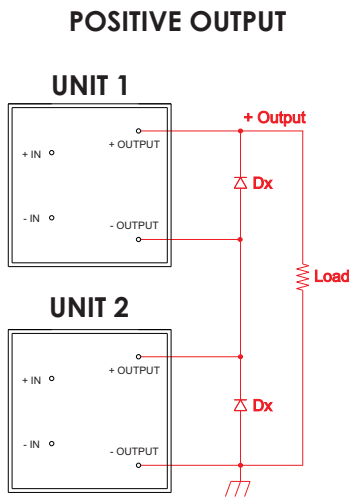 POSITIVE OUTPUT
UNIT 1
+ Output
+ OUTPUT
+ IN
Dx
- IN
- OUTPUT
Load
UNIT 2
+ OUTPUT
+ IN
Dx
- IN
- OUTPUT